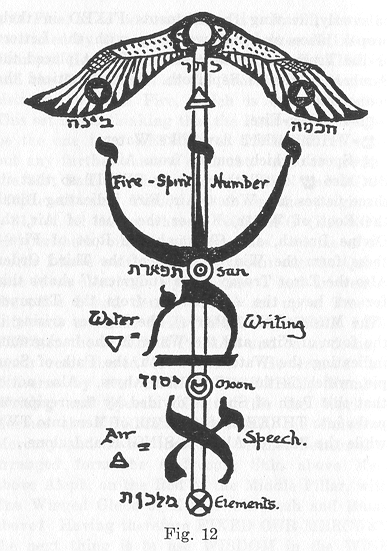 כתר
בינה חכמה
ש
Fire - Spirit Number
תפארת Sun
מ
Water = Writing
יסוד Moon
א
Air = Speech.
מלכות Elements.
Fig. 12